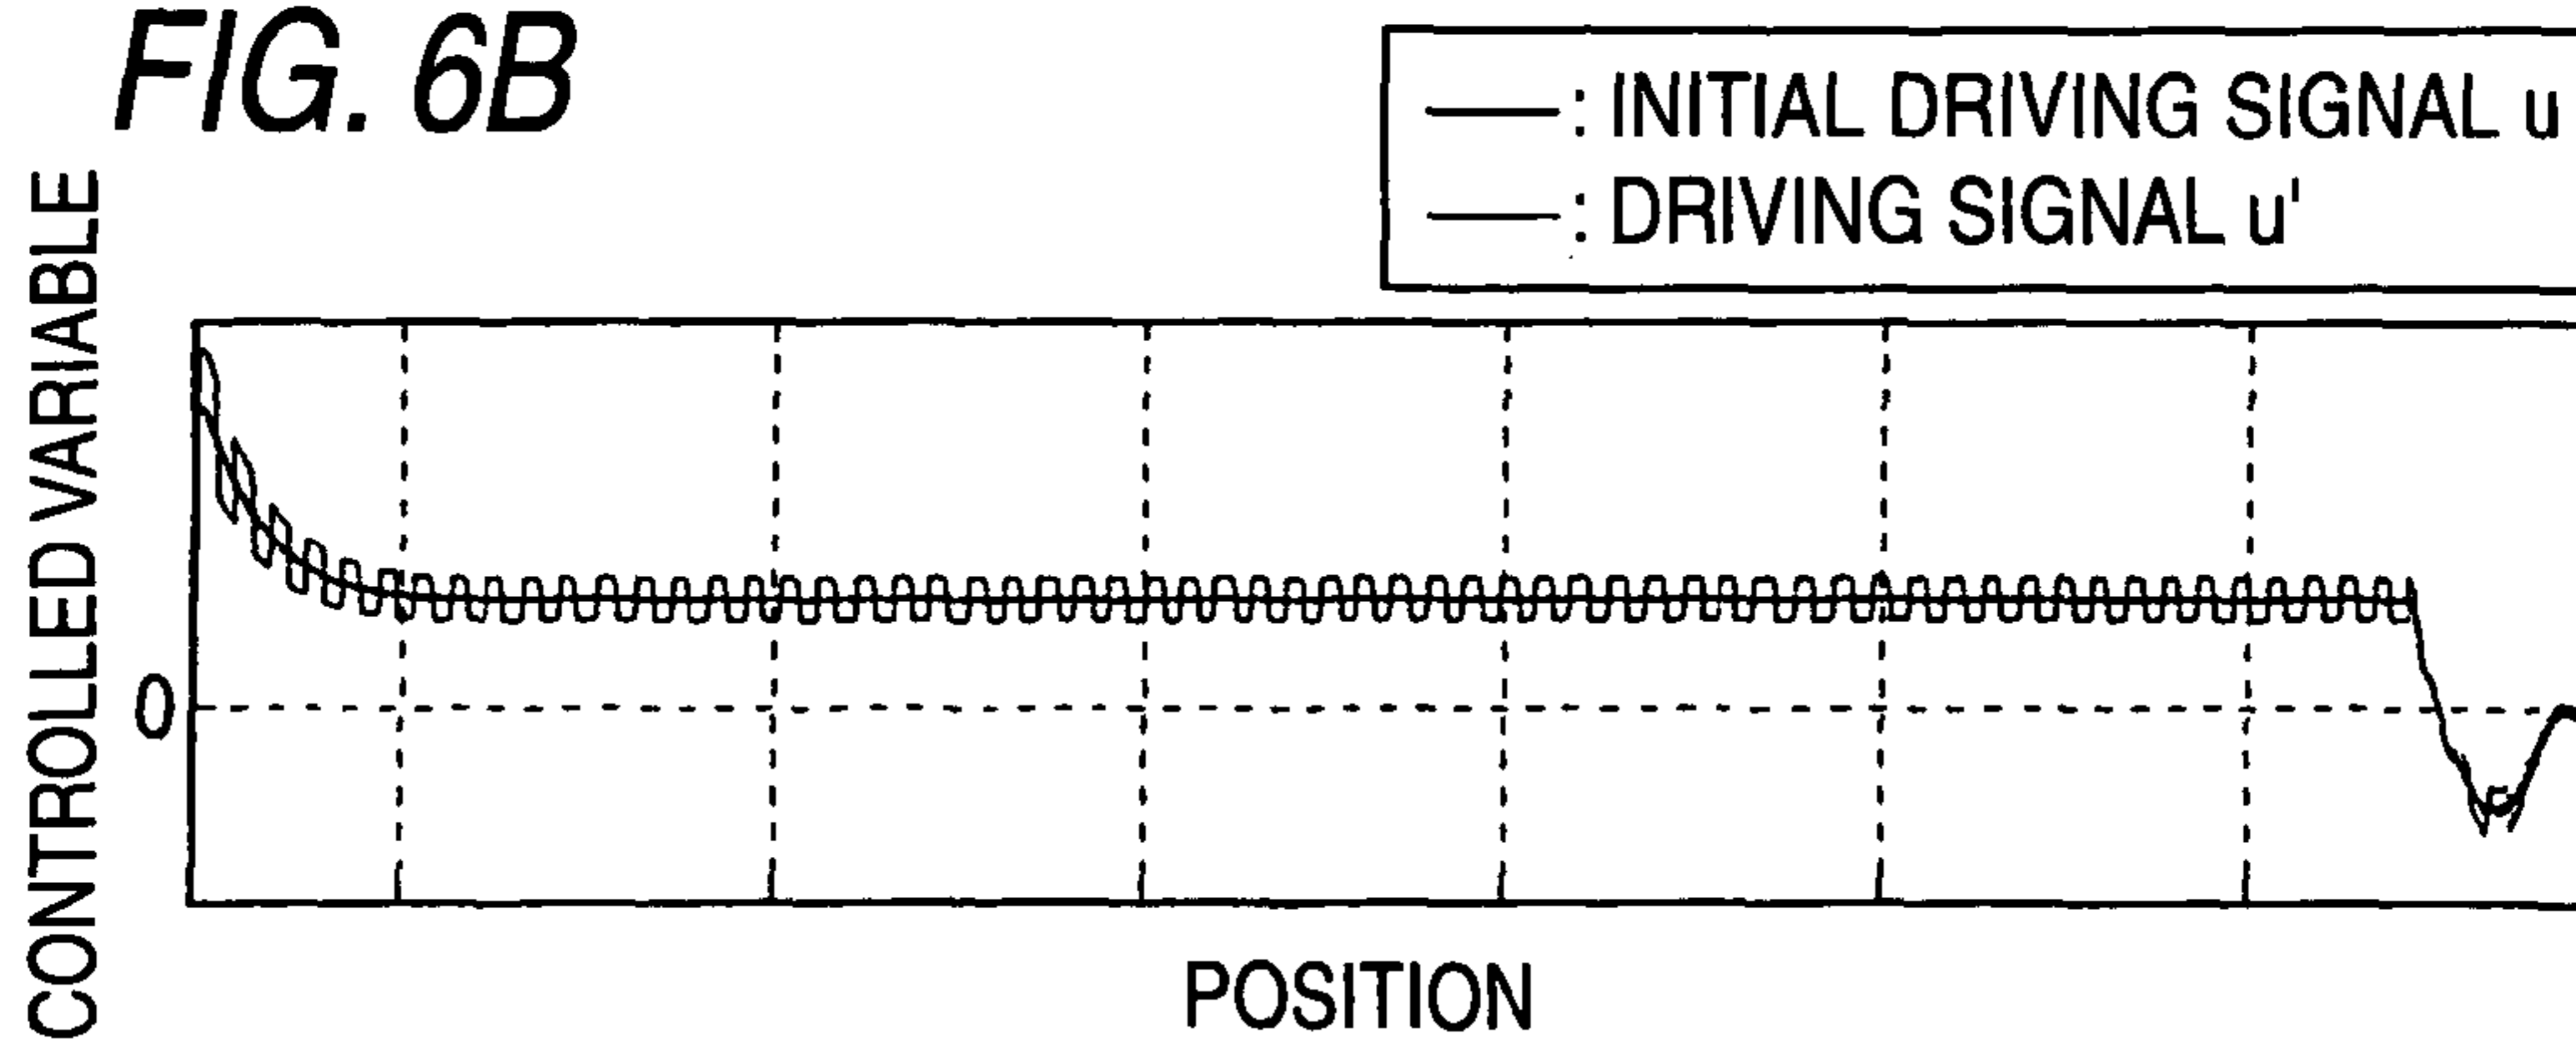 FIG. 6B
: INITIAL DRIVING SIGNAL u
: DRIVING SIGNAL u'
CONTROLLED VARIABLE
0
POSITION